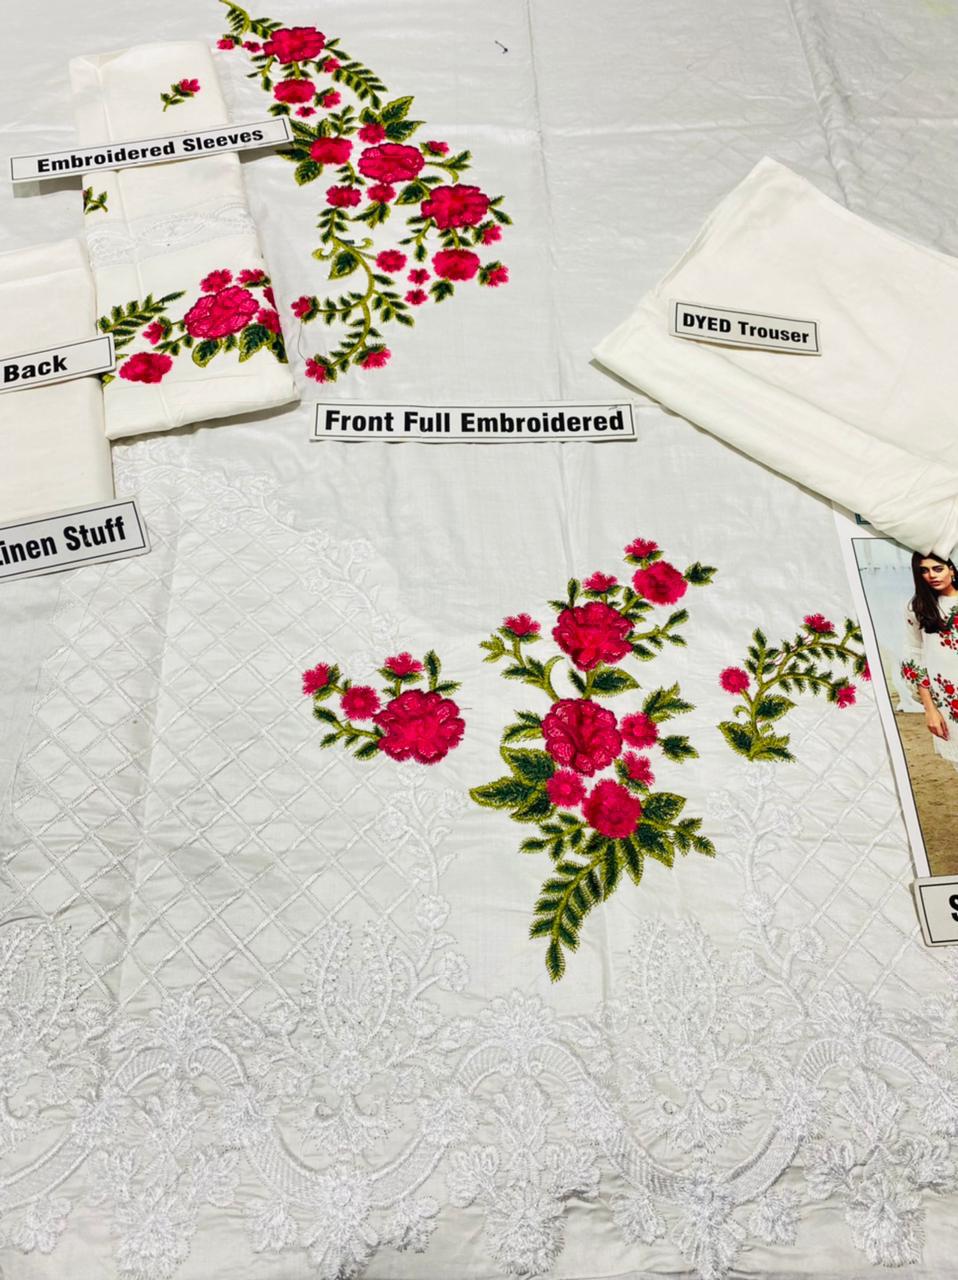 Embroidered Sleeves
DYED Trouser
Back
Front Full Embroidered
Linen Stuff
S